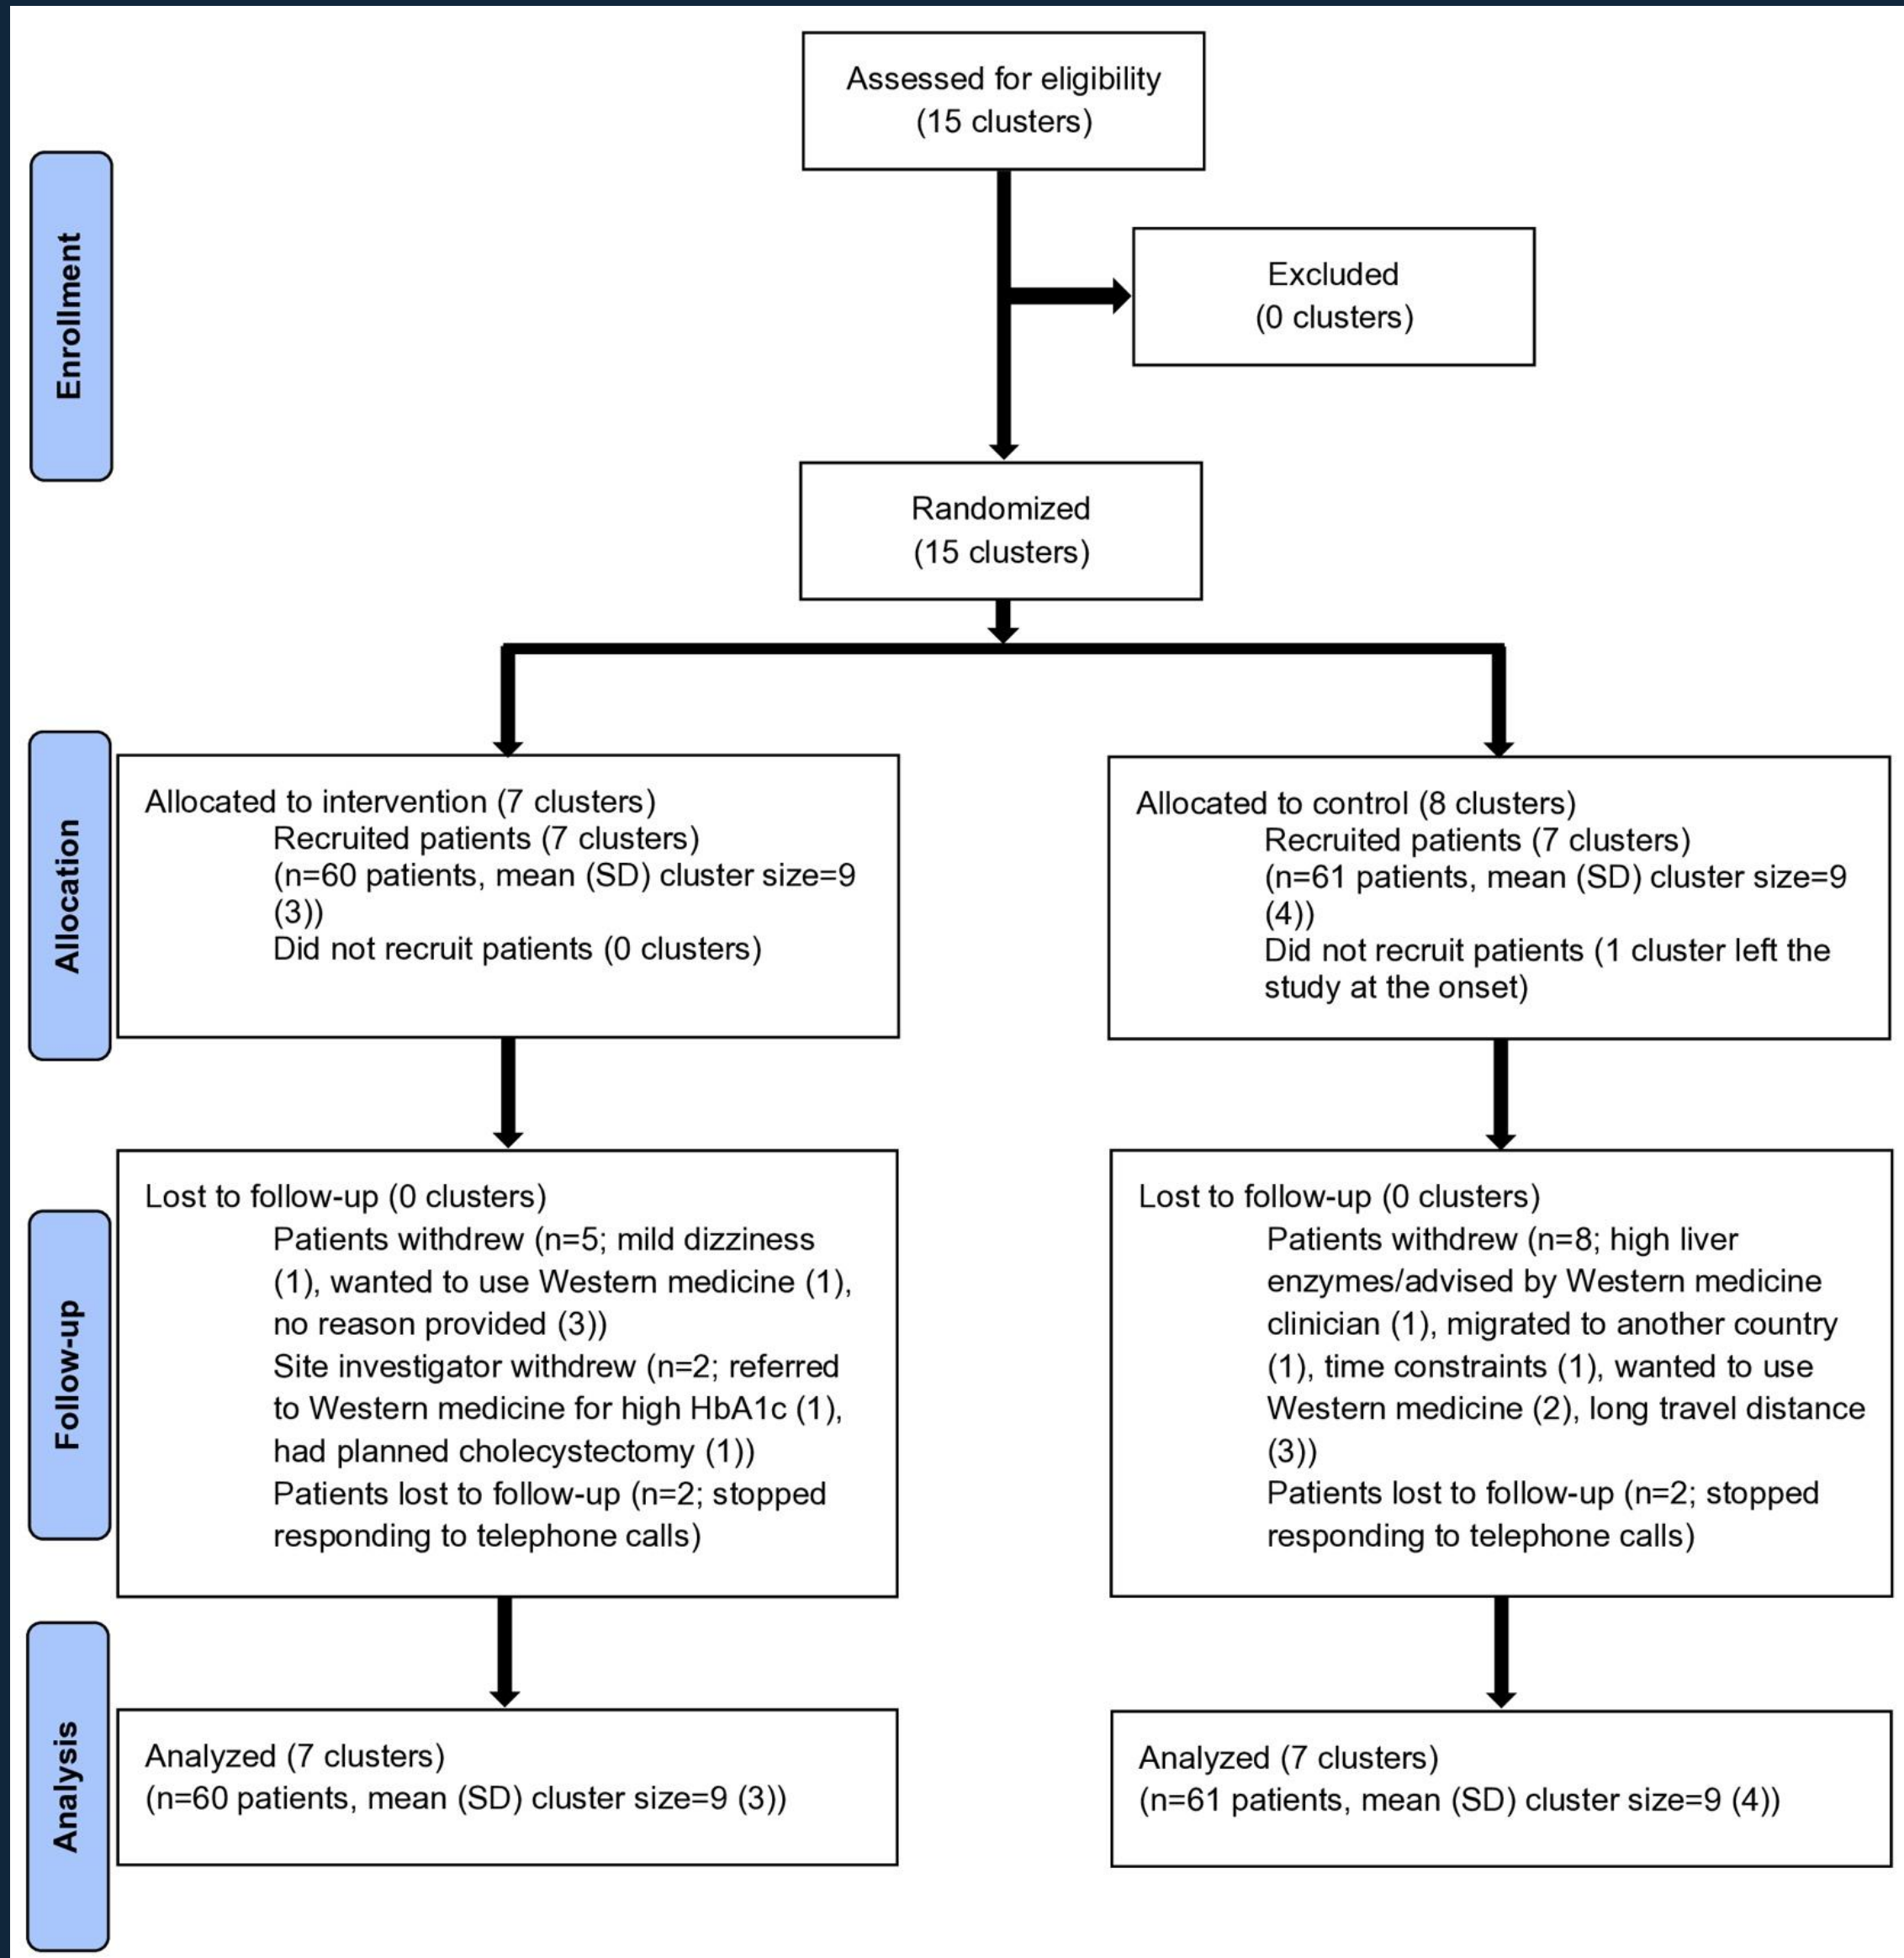 Enrollment
Assessed for eligibility
(15 clusters)
Excluded
(0 clusters)
Randomized
(15 clusters)
Allocation
Allocated to intervention (7 clusters)
Recruited patients (7 clusters)
(n=60 patients, mean (SD) cluster size=9
(3))
Did not recruit patients (0 clusters)
Allocated to control (8 clusters)
Recruited patients (7 clusters)
(n=61 patients, mean (SD) cluster size=9
(4))
Did not recruit patients (1 cluster left the
study at the onset)
Follow-up
Lost to follow-up (0 clusters)
Patients withdrew (n=5; mild dizziness
(1), wanted to use Western medicine (1),
no reason provided (3))
Site investigator withdrew (n=2; referred
to Western medicine for high HbA1c (1),
had planned cholecystectomy (1))
Patients lost to follow-up (n=2; stopped
responding to telephone calls)
Lost to follow-up (0 clusters)
Patients withdrew (n=8; high liver
enzymes/advised by Western medicine
clinician (1), migrated to another country
(1), time constraints (1), wanted to use
Western medicine (2), long travel distance
(3))
Patients lost to follow-up (n=2; stopped
responding to telephone calls)
Analysis
Analyzed (7 clusters)
(n=60 patients, mean (SD) cluster size=9 (3))
Analyzed (7 clusters)
(n=61 patients, mean (SD) cluster size=9 (4))